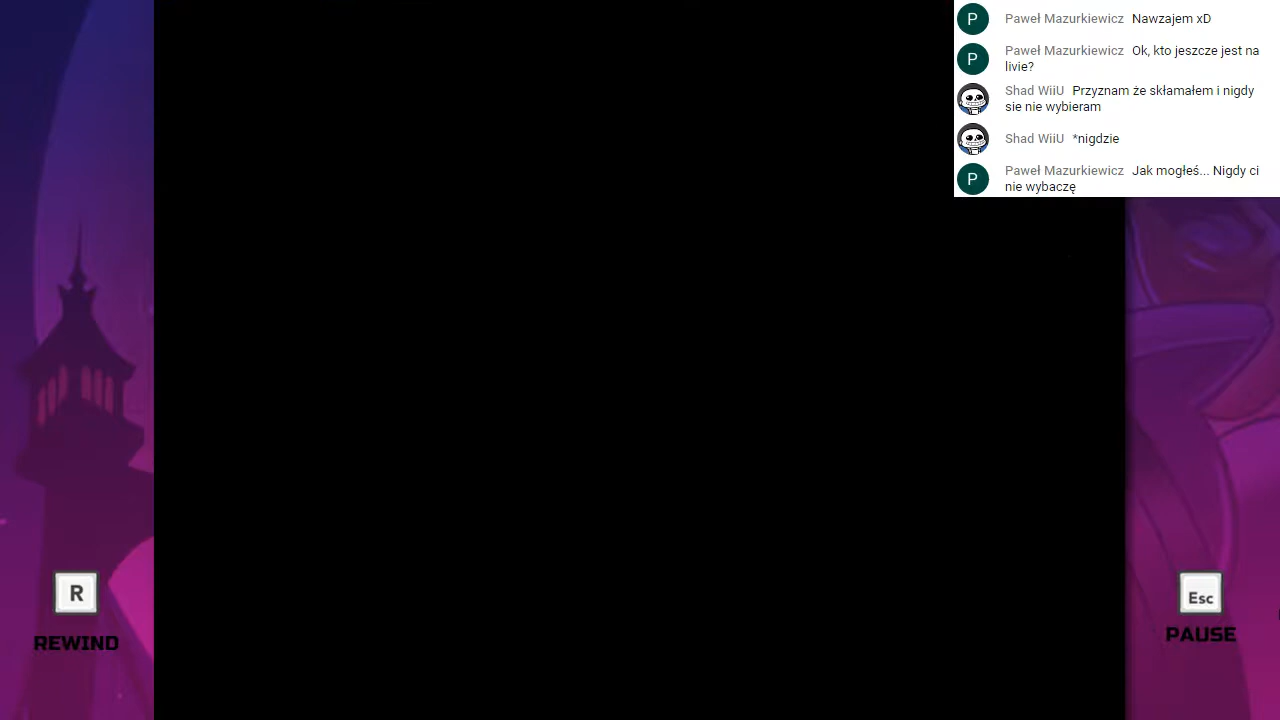 P Paweł Mazurkiewicz Nawzajem xD
P Paweł Mazurkiewicz Ok, kto jeszcze jest na
livie?
Shad WiiU Przyznam że skłamałem i nigdy
sie nie wybieram
Shad WiiU *nigdzie
P Paweł Mazurkiewicz Jak mogłeś... Nigdy ci
nie wybaczę
R
REWIND
Esc
PAUSE